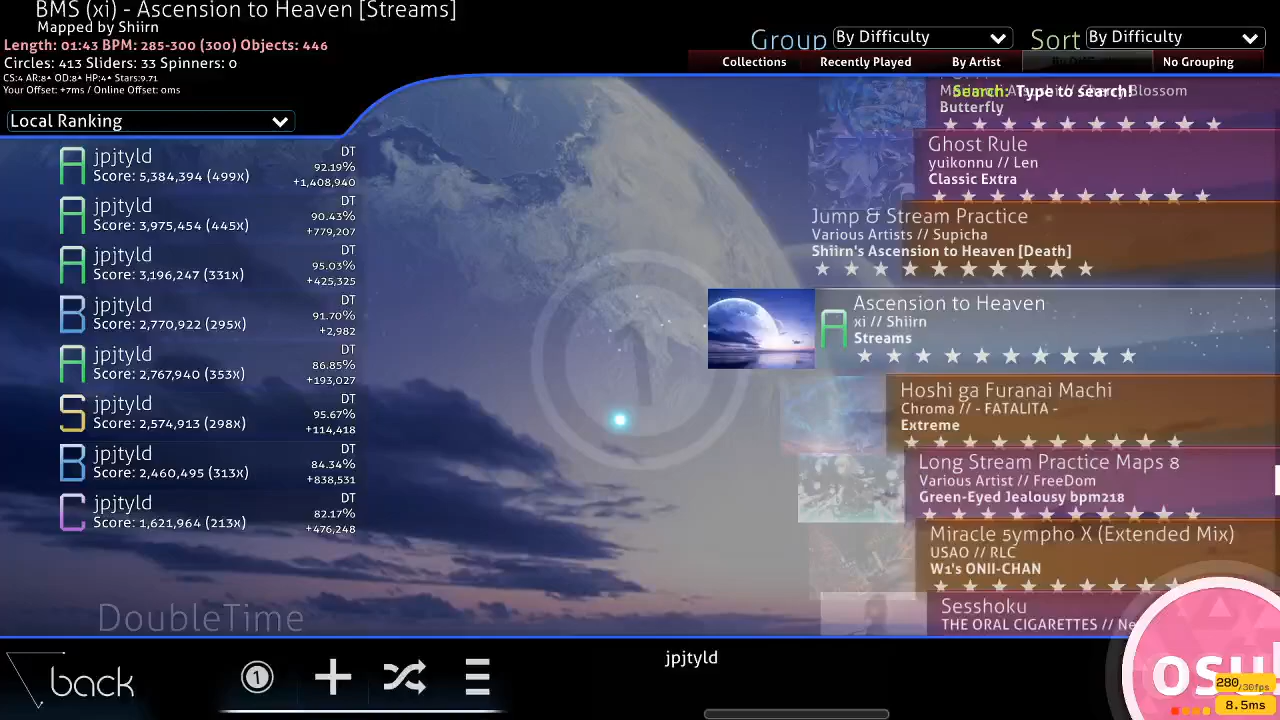 BMS (xi) - Ascension to Heaven [Streams]
Mapped by Shiirn
Length: 01:43 BPM: 285-300 (300) Objects: 446
Circles: 413 Sliders: 33 Spinners: 0
CS:4 AR:8▲ OD:8▲ HP:4▲ Stars:9.71
Your Offset: +7ms / Online Offset: 0ms
Local Ranking
Group By Difficulty
Sort By Difficulty
Collections
Recently Played
By Artist
No Grouping
Search: Type to search!
Blossom
Butterfly
Ghost Rule
yuikonnu // Len
Classic Extra
Jump & Stream Practice
Various Artists // Supicha
Shiirn's Ascension to Heaven [Death]
A
Ascension to Heaven
xi // Shiirn
Streams
Hoshi ga Furanai Machi
Chroma // - FATALITA -
Extreme
Long Stream Practice Maps 8
Various Artist // FreeDom
Green-Eyed Jealousy bpm218
Miracle 5ympho X (Extended Mix)
USAO // RLC
W1's ONII-CHAN
Sesshoku
THE ORAL CIGARETTES // Ne
A jpjtyld DT
92.19%
Score: 5,384,394 (499x) +1,408,940
A jpjtyld DT
90.43%
Score: 3,975,454 (445x) +779,207
A jpjtyld DT
95.03%
Score: 3,196,247 (331x) +425,325
B jpjtyld DT
91.70%
Score: 2,770,922 (295x) +2,982
A jpjtyld DT
86.85%
Score: 2,767,940 (353x) +193,027
S jpjtyld DT
95.67%
Score: 2,574,913 (298x) +114,418
B jpjtyld DT
84.34%
Score: 2,460,495 (313x) +838,531
C jpjtyld DT
82.17%
Score: 1,621,964 (213x) +476,248
1
DoubleTime
back
1
jpjtyld
osu
280/30fps
8.5ms